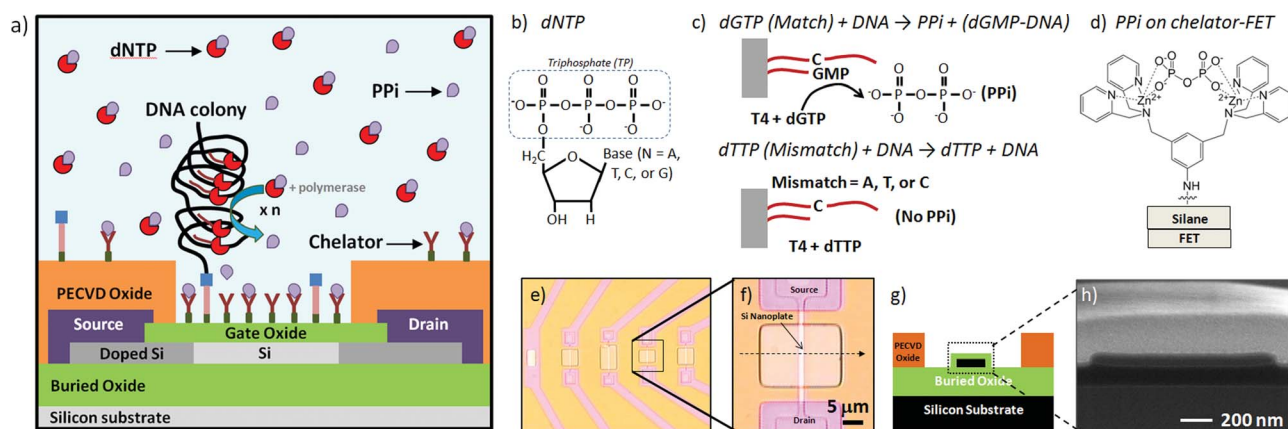 a)
dNTP
PPi
DNA colony
+ polymerase
x n
Chelator
PECVD Oxide
Source
Drain
Gate Oxide
Doped Si
Si
Buried Oxide
Silicon substrate
b) dNTP
Triphosphate (TP)
O O O
⁻O P O P O P O⁻
O O⁻ O⁻
H₂C
O
Base (N = A,
T, C, or G)
OH H
c) dGTP (Match) + DNA → PPi + (dGMP-DNA)
C
GMP
T4 + dGTP
O O
⁻O P O P O⁻
O⁻ O⁻
(PPi)
dTTP (Mismatch) + DNA → dTTP + DNA
Mismatch = A, T, or C
C
(No PPi)
T4 + dTTP
d) PPi on chelator-FET
O O
O P O P O
O O
N N
N Zn²⁺ ²⁺Zn N
N N
NH
Silane
FET
e)
f)
Source
Si Nanoplate
Drain
5 μm
g)
PECVD
Oxide
Buried Oxide
Silicon Substrate
h)
200 nm